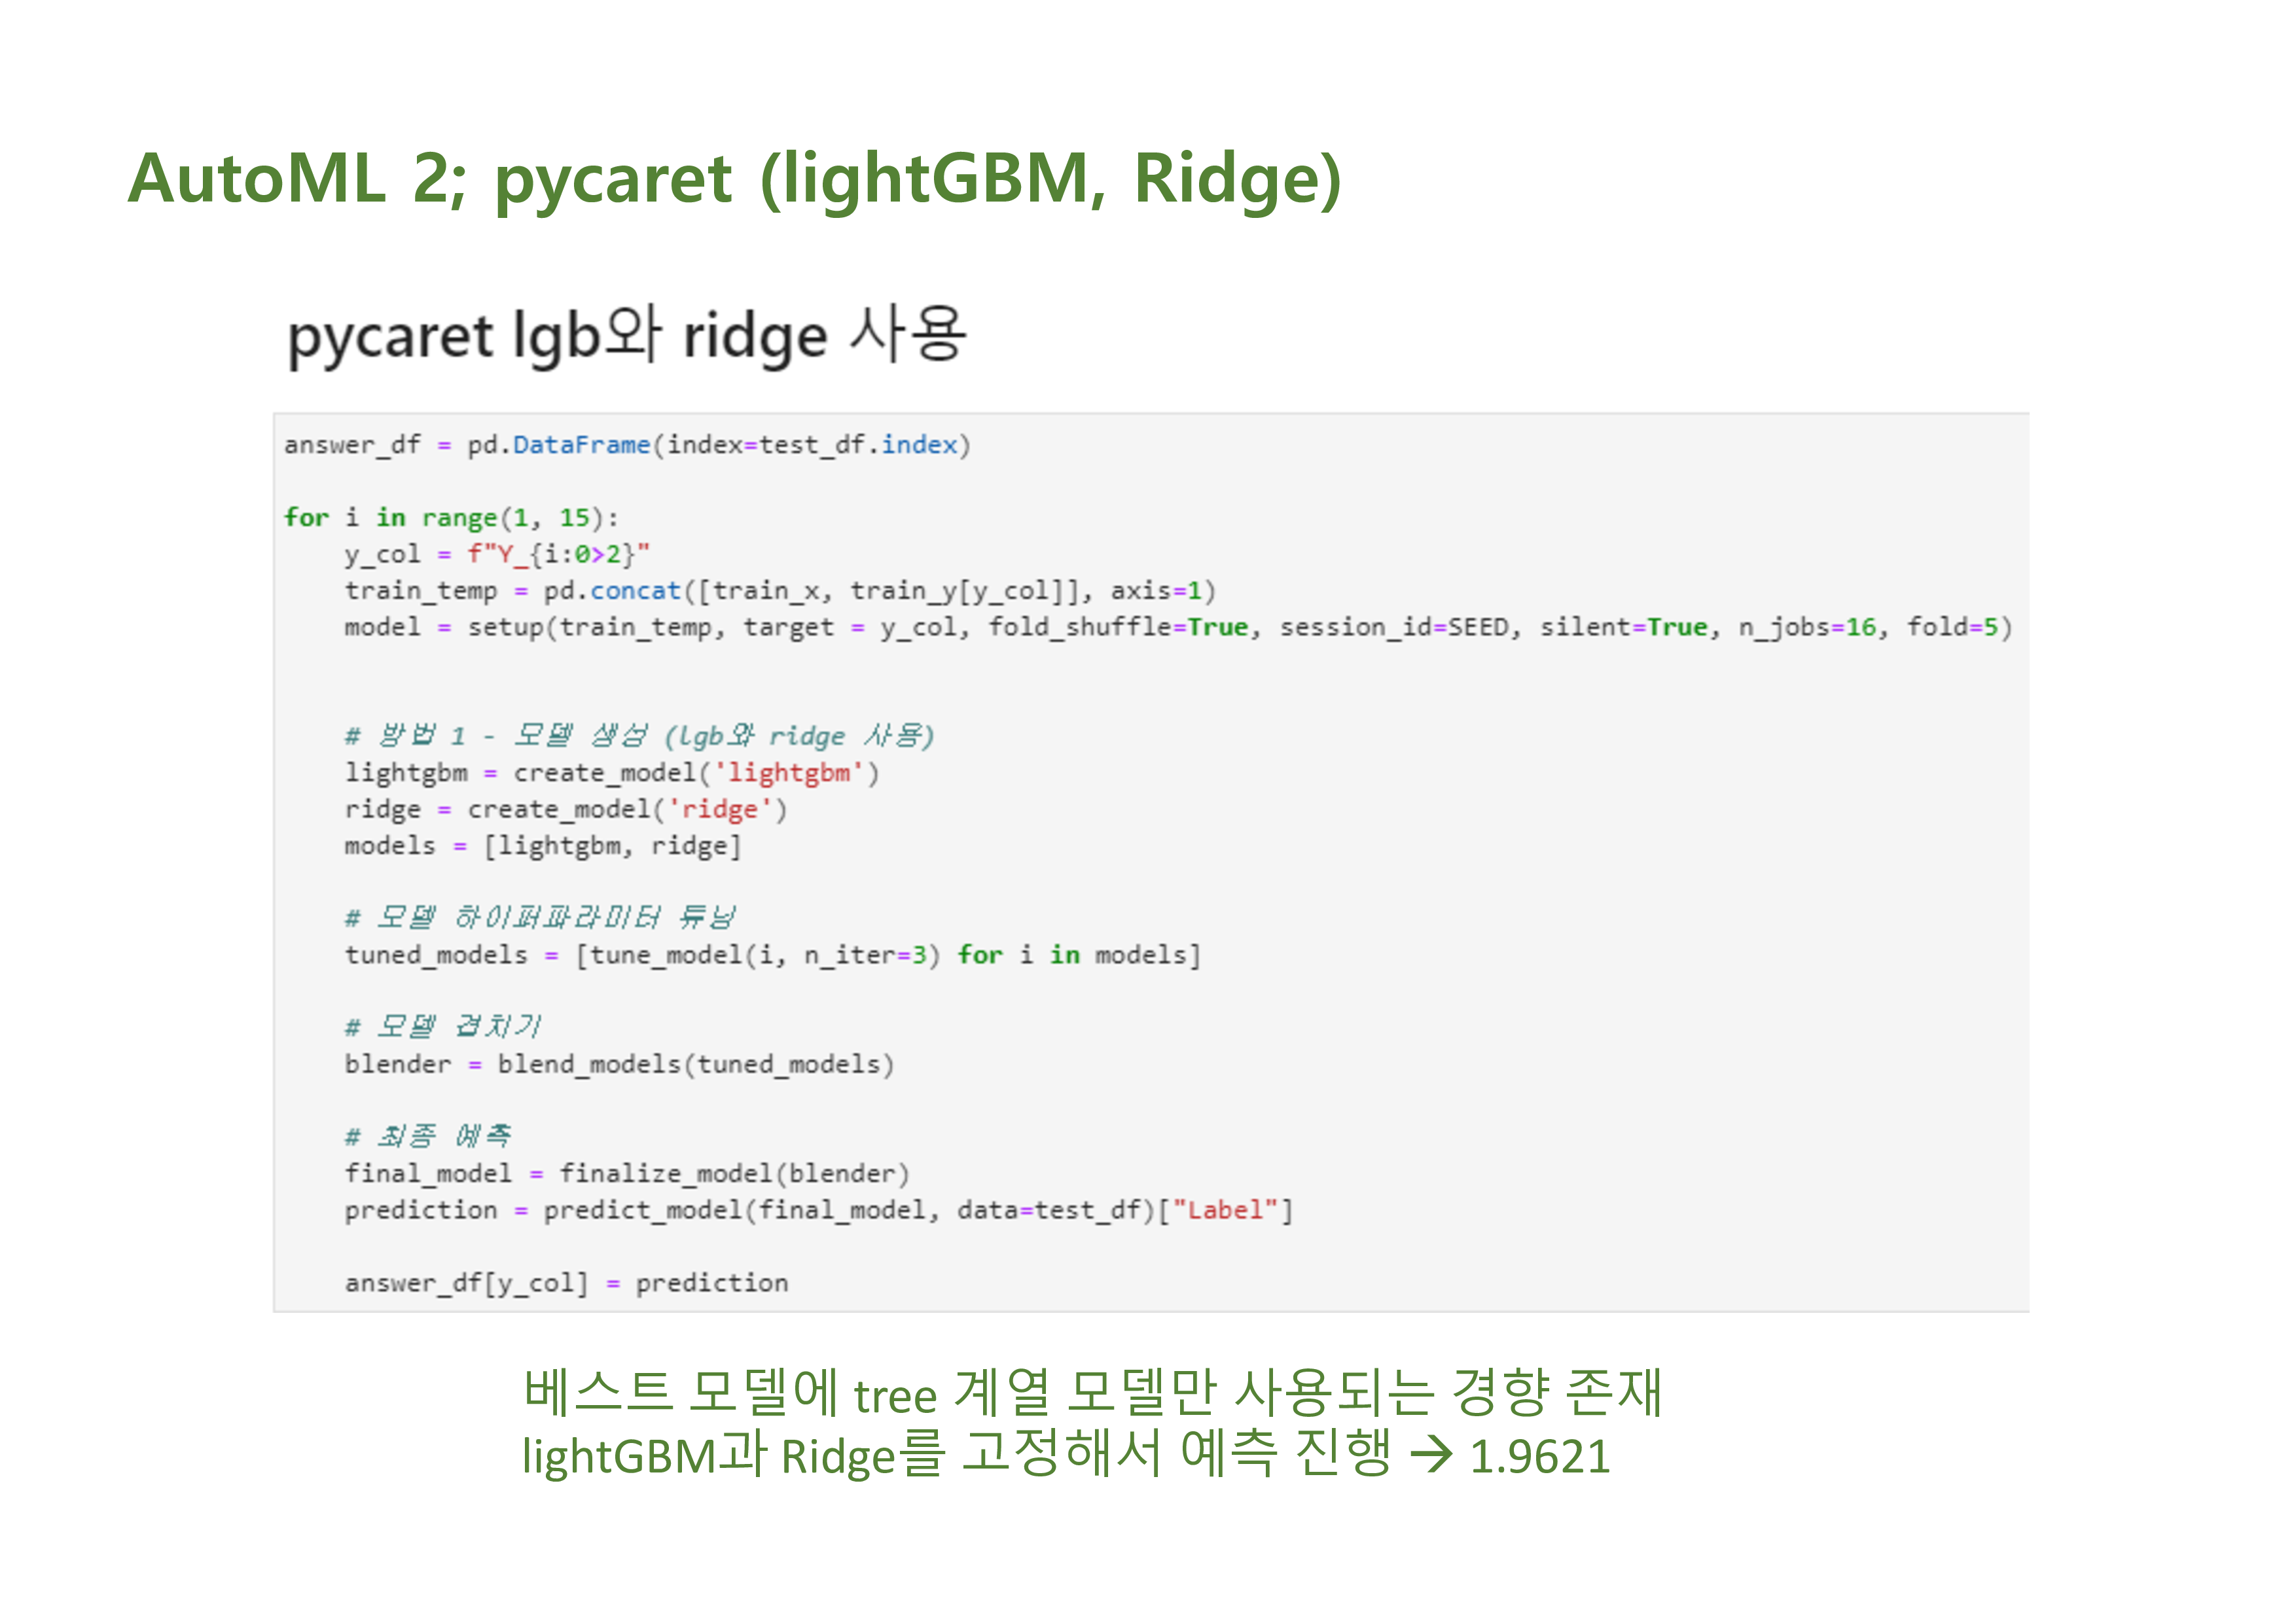 AutoML 2; pycaret (lightGBM, Ridge)
pycaret lgb와 ridge 사용
answer_df = pd.DataFrame(index=test_df.index)
for i in range(1, 15):
    y_col = f"Y_{i:0>2}"
    train_temp = pd.concat([train_x, train_y[y_col]], axis=1)
    model = setup(train_temp, target = y_col, fold_shuffle=True, session_id=SEED, silent=True, n_jobs=16, fold=5)
    # 방법 1 - 모델 생성 (lgb와 ridge 사용)
    lightgbm = create_model('lightgbm')
    ridge = create_model('ridge')
    models = [lightgbm, ridge]
    # 모델 하이퍼파라미터 튜닝
    tuned_models = [tune_model(i, n_iter=3) for i in models]
    # 모델 겹치기
    blender = blend_models(tuned_models)
    # 최종 예측
    final_model = finalize_model(blender)
    prediction = predict_model(final_model, data=test_df)["Label"]
    answer_df[y_col] = prediction
베스트 모델에 tree 계열 모델만 사용되는 경향 존재
lightGBM과 Ridge를 고정해서 예측 진행 → 1.9621